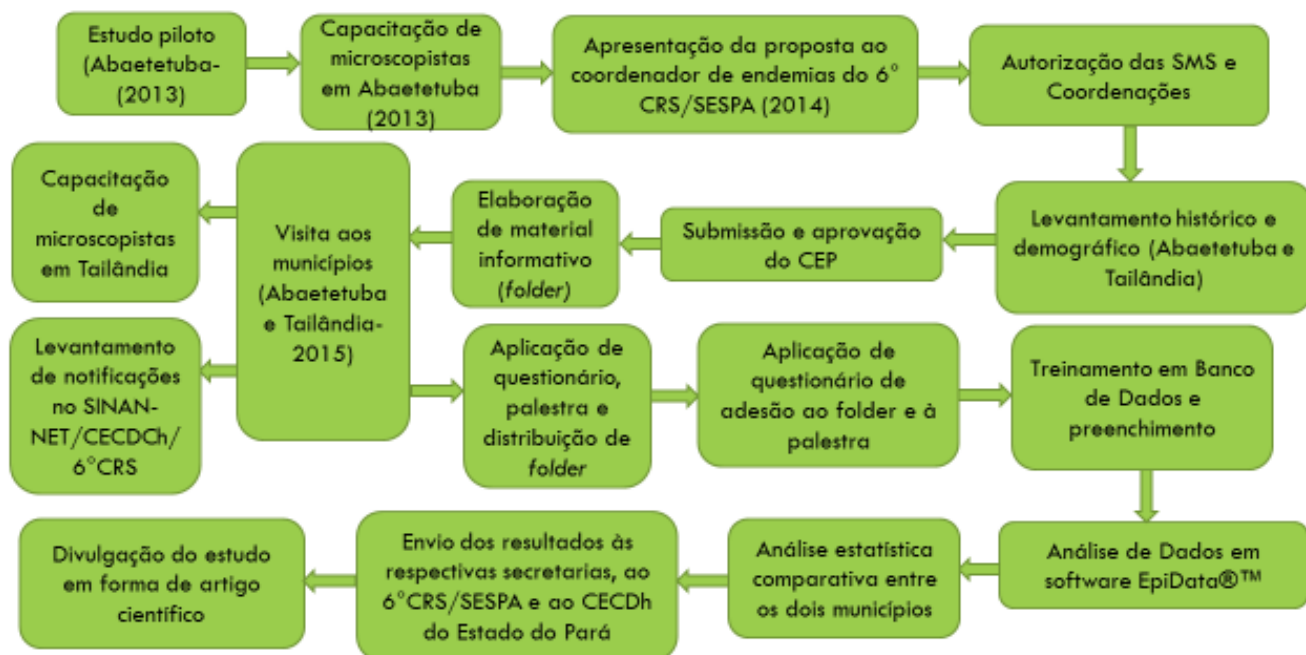 Estudo piloto
(Abaetetuba-
(2013)
Capacitação de
microscopistas
em Abaetetuba
(2013)
Apresentação da proposta ao
coordenador de endemias do 6°
CRS/SESPA (2014)
Autorização das SMS e
Coordenações
Capacitação
de
microscopistas
em Tailândia
Visita aos
municípios
(Abaetetuba
e Tailândia-
2015)
Elaboração
de material
informativo
(folder)
Submissão e aprovação
do CEP
Levantamento histórico e
demográfico (Abaetetuba e
Tailândia)
Levantamento
de notificações
no SINAN-
NET/CECDCh/
6°CRS
Aplicação de
questionário,
palestra e
distribuição de
folder
Aplicação de
questionário de
adesão ao folder e à
palestra
Treinamento em Banco
de Dados e
preenchimento
Divulgação do estudo
em forma de artigo
científico
Envio dos resultados às
respectivas secretarias, ao
6°CRS/SESPA e ao CECDh
do Estado do Pará
Análise estatística
comparativa entre
os dois municípios
Análise de Dados em
software EpiData®™